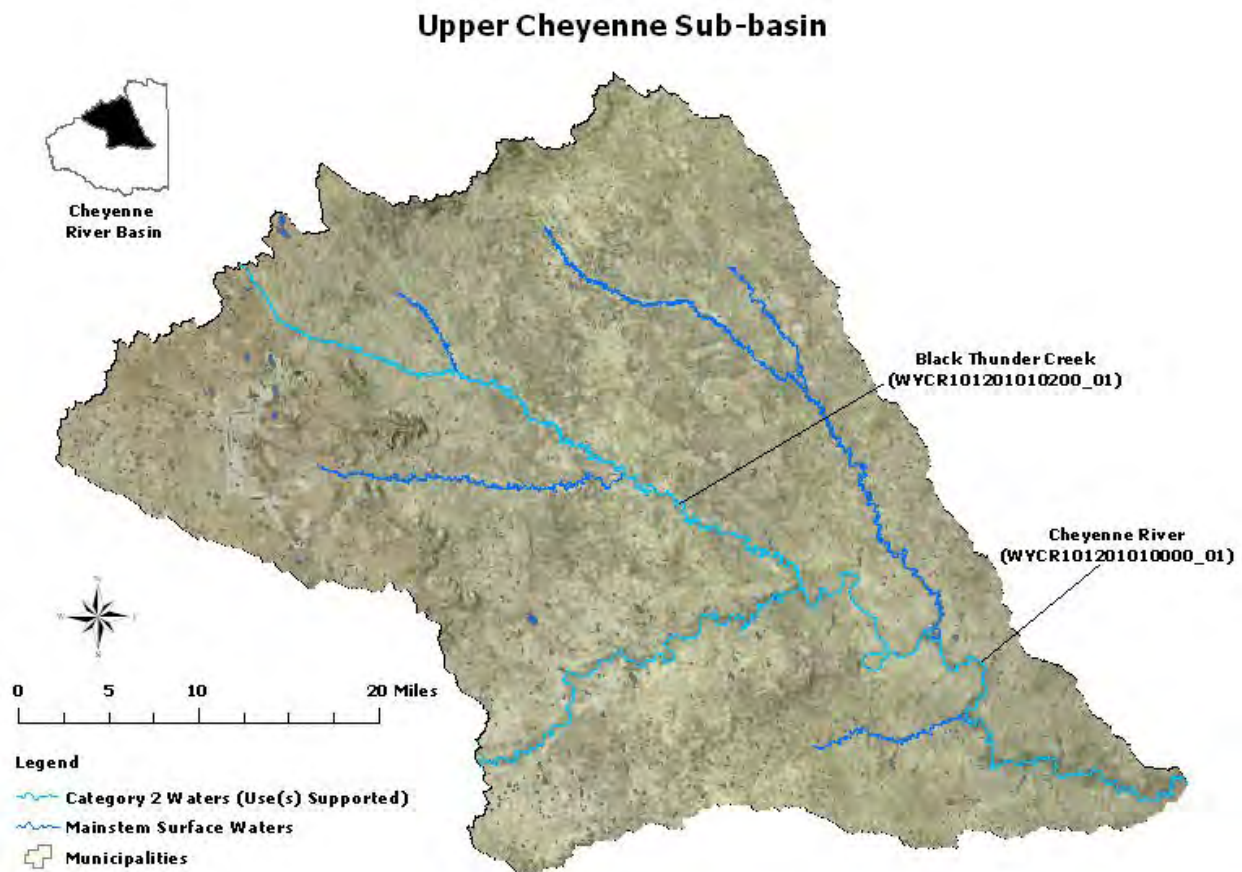 Upper Cheyenne Sub-basin
Cheyenne
River Basin
Black Thunder Creek
(WYCR101201010200_01)
Cheyenne River
(WYCR101201010000_01)
N
W
E
S
0 5 10 20 Miles
Legend
Category 2 Waters (Use(s) Supported)
Mainstem Surface Waters
Municipalities